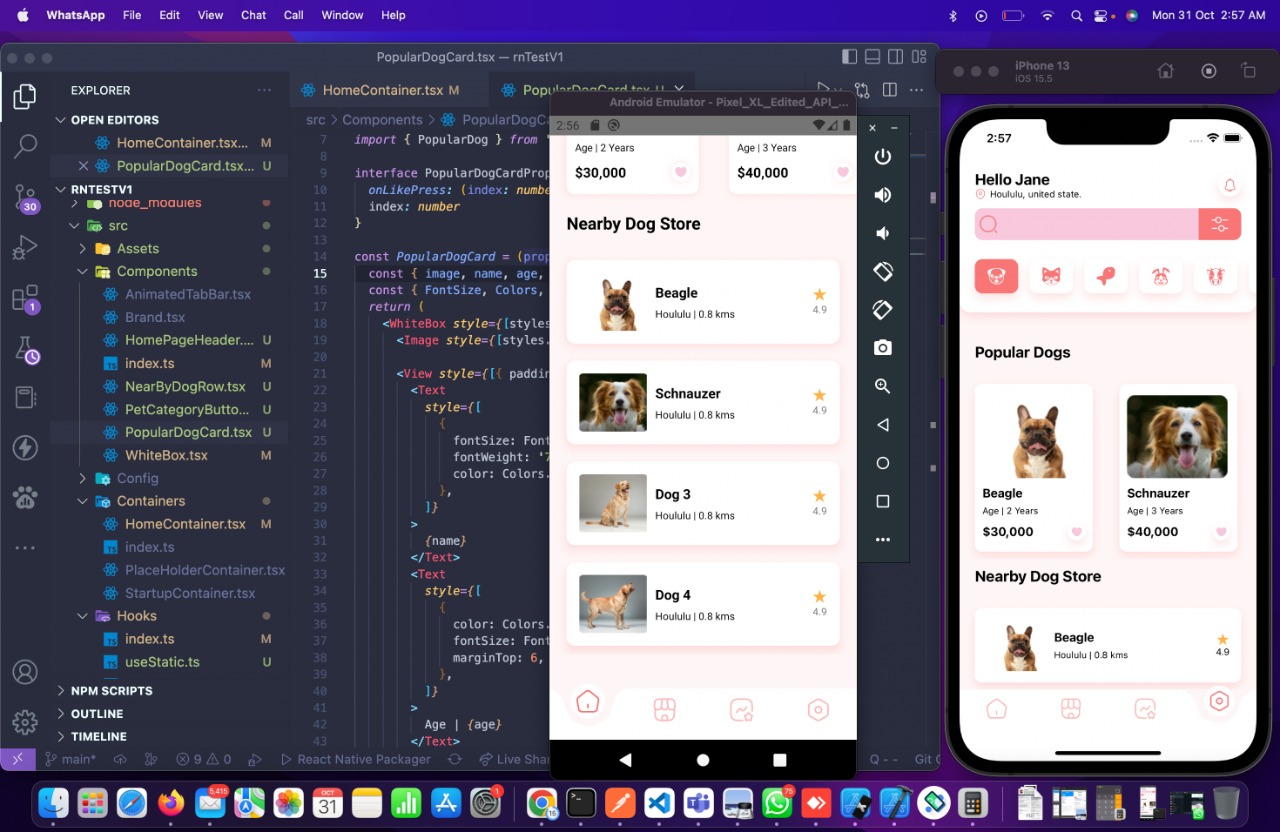 WhatsApp File Edit View Chat Call Window Help
Mon 31 Oct 2:57 AM
PopularDogCard.tsx — rnTestV1
EXPLORER
OPEN EDITORS
HomeContainer.tsx... M
PopularDogCard.tsx... U
RNTESTV1
node_modules
src
Assets
Components
AnimatedTabBar.tsx
Brand.tsx
HomePageHeader.... U
index.ts M
NearByDogRow.tsx U
PetCategoryButto... U
PopularDogCard.tsx U
WhiteBox.tsx M
Config
Containers
HomeContainer.tsx M
index.ts
PlaceHolderContainer.tsx
StartupContainer.tsx
Hooks
index.ts M
useStatic.ts U
NPM SCRIPTS
OUTLINE
TIMELINE
30
1
HomeContainer.tsx M
PopularDogCard.tsx U
src > Components > PopularDogC
7 import { PopularDog } from '
8
9 interface PopularDogCardProp
10 onLikePress: (index: numbe
11 index: number
12 }
13
14 const PopularDogCard = (prop
15 const { image, name, age,
16 const { FontSize, Colors,
17 return (
18 <WhiteBox style={[styles
19 <Image style={[styles.
20
21 <View style={[{ paddin
22 <Text
23 style={[
24 {
25 fontSize: Font
26 fontWeight: '7
27 color: Colors.
28 },
29 ]}
30 >
31 {name}
32 </Text>
33 <Text
34 style={[
35 {
36 color: Colors.
37 fontSize: Font
38 marginTop: 6,
39 },
40 ]}
41 >
42 Age | {age}
43 </Text>
main* 9 0 React Native Packager Live Shar Q - - Git
Android Emulator - Pixel_XL_Edited_API_...
2:56
Age | 2 Years
$30,000
Age | 3 Years
$40,000
Nearby Dog Store
Beagle
Hoululu | 0.8 kms
4.9
Schnauzer
Hoululu | 0.8 kms
4.9
Dog 3
Hoululu | 0.8 kms
4.9
Dog 4
Hoululu | 0.8 kms
4.9
iPhone 13
iOS 15.5
2:57
Hello Jane
Hoululu, united state.
Popular Dogs
Beagle
Age | 2 Years
$30,000
Schnauzer
Age | 3 Years
$40,000
Nearby Dog Store
Beagle
Hoululu | 0.8 kms
4.9
5,415
OCT
31
1
15
75